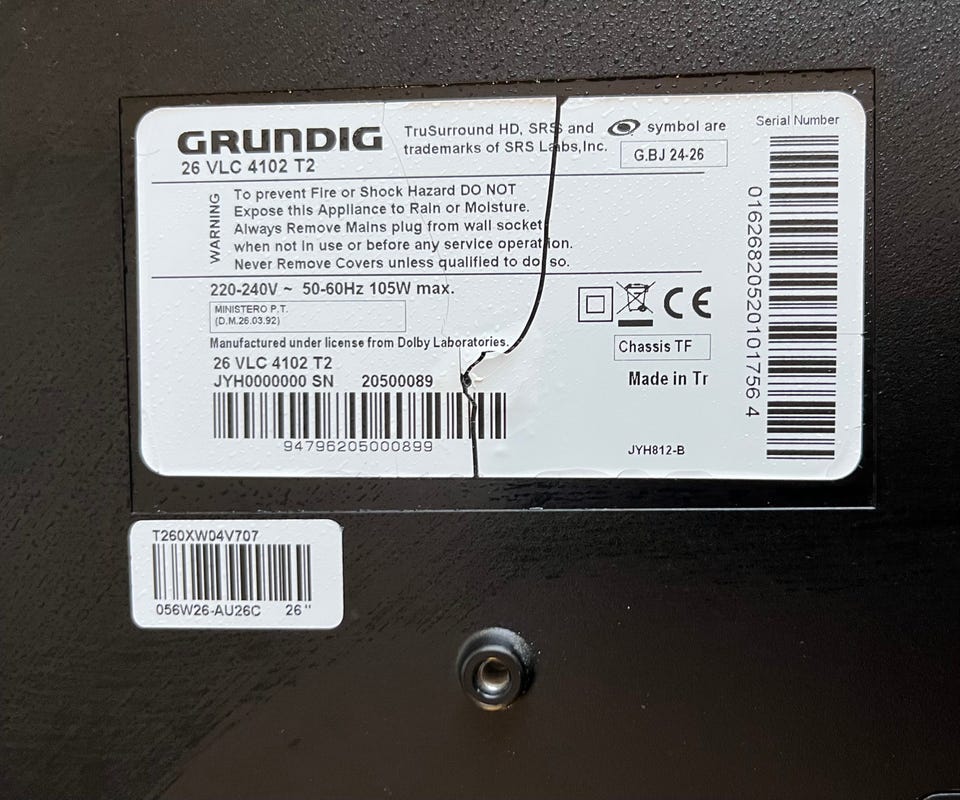 GRUNDIG
26 VLC 4102 T2
TruSurround HD, SRS and symbol are
trademarks of SRS Labs,Inc.
G.BJ 24-26
Serial Number
WARNING
To prevent Fire or Shock Hazard DO NOT
Expose this Appliance to Rain or Moisture.
Always Remove Mains plug from wall socket
when not in use or before any service operation.
Never Remove Covers unless qualified to do so.
220-240V ~ 50-60Hz 105W max.
MINISTERO P.T.
(D.M.26.03.92)
Manufactured under license from Dolby Laboratories.
CE
Chassis TF
Made in Tr
26 VLC 4102 T2
JYH0000000 SN 20500089
94796205000899
JYH812-B
01626820520101756 4
T260XW04V707
056W26-AU26C 26"